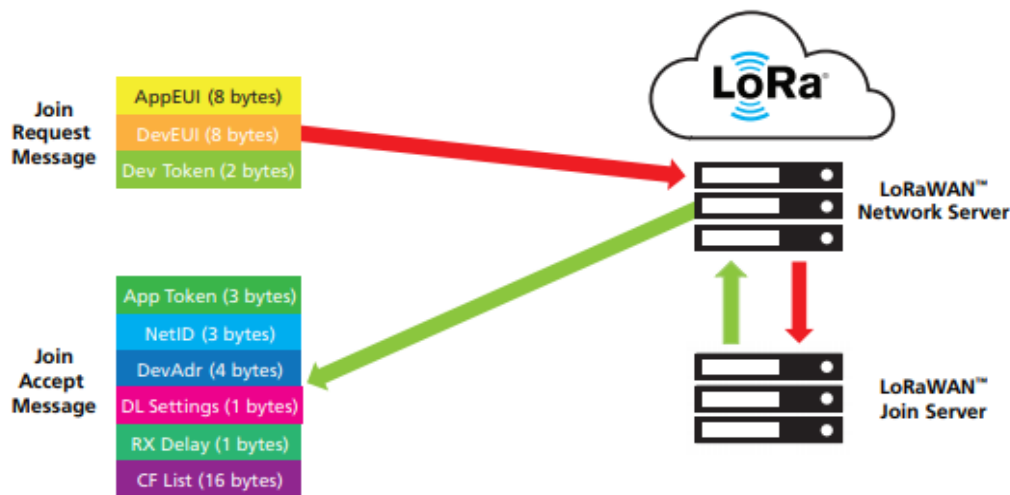 Join
Request
Message
AppEUI (8 bytes)
DevEUI (8 bytes)
Dev Token (2 bytes)
LoRa®
LoRaWAN™
Network Server
Join
Accept
Message
App Token (3 bytes)
NetID (3 bytes)
DevAdr (4 bytes)
DL Settings (1 bytes)
RX Delay (1 bytes)
CF List (16 bytes)
LoRaWAN™
Join Server